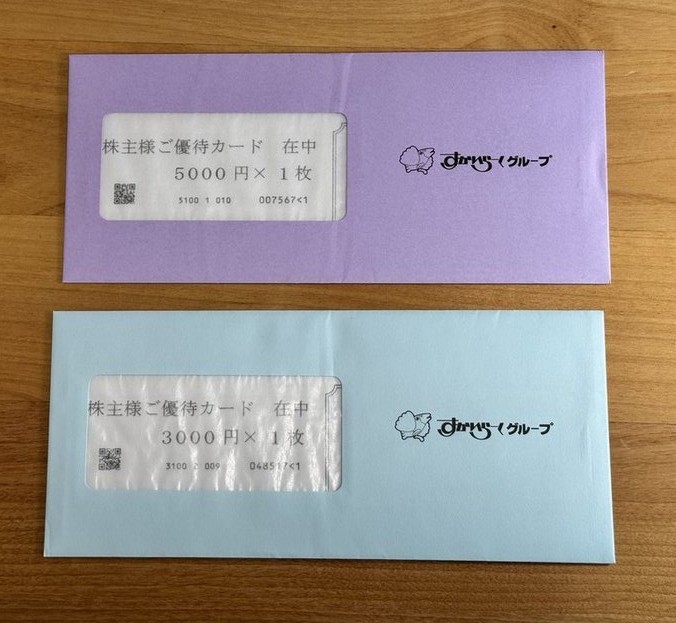 株主様ご優待カード 在中
5000円× 1枚
5100 1 010 007567<1
すかいらーくグループ
株主様ご優待カード 在中
3000円× 1枚
3100 2 009
すかいらーくグループ